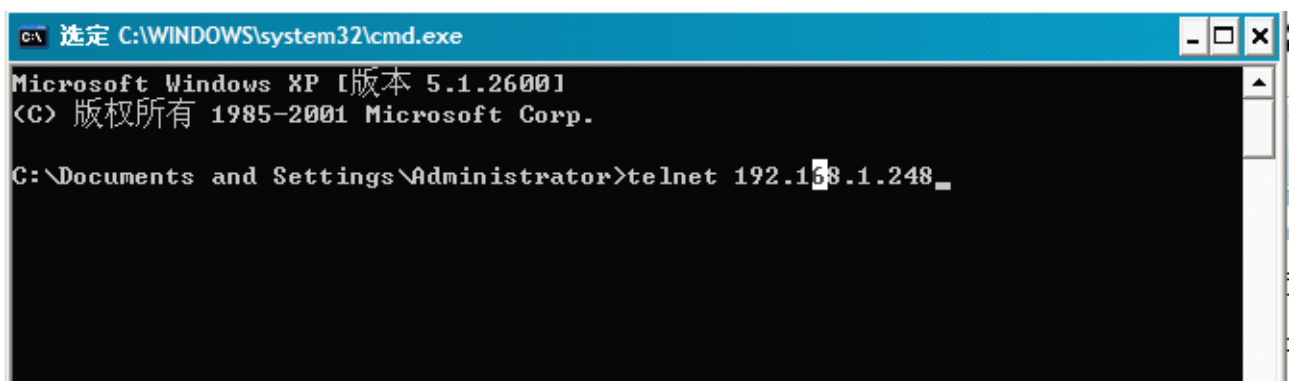 选定 C:\WINDOWS\system32\cmd.exe
Microsoft Windows XP [版本 5.1.2600]
(C) 版权所有 1985-2001 Microsoft Corp.
C:\Documents and Settings\Administrator>telnet 192.168.1.248_